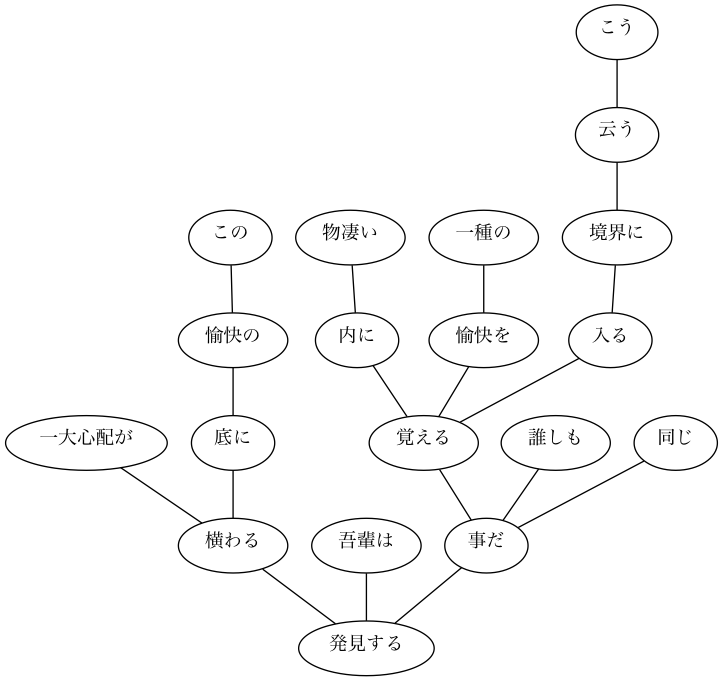 こう
云う
この
物凄い
一種の
境界に
愉快の
内に
愉快を
入る
一大心配が
底に
覚える
誰しも
同じ
横わる
吾輩は
事だ
発見する